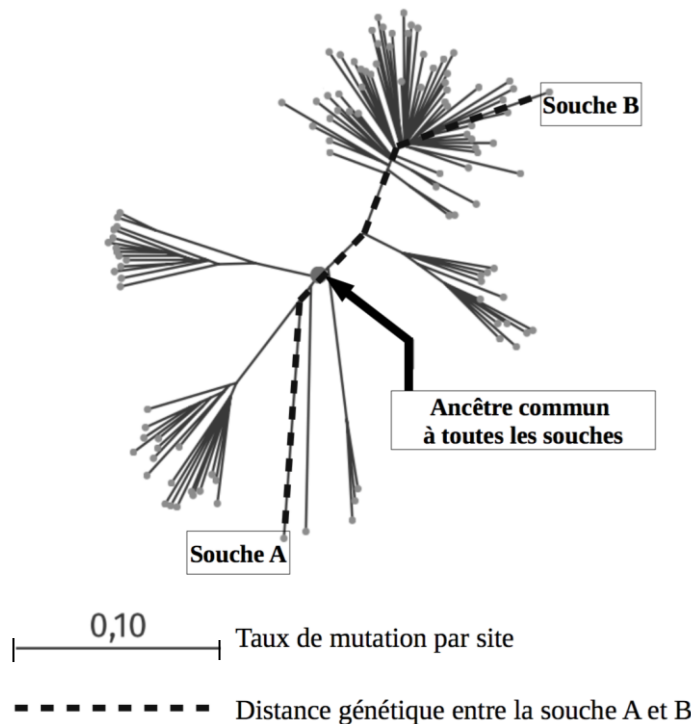 Souche B
Ancêtre commun
à toutes les souches
Souche A
0,10
Taux de mutation par site
Distance génétique entre la souche A et B